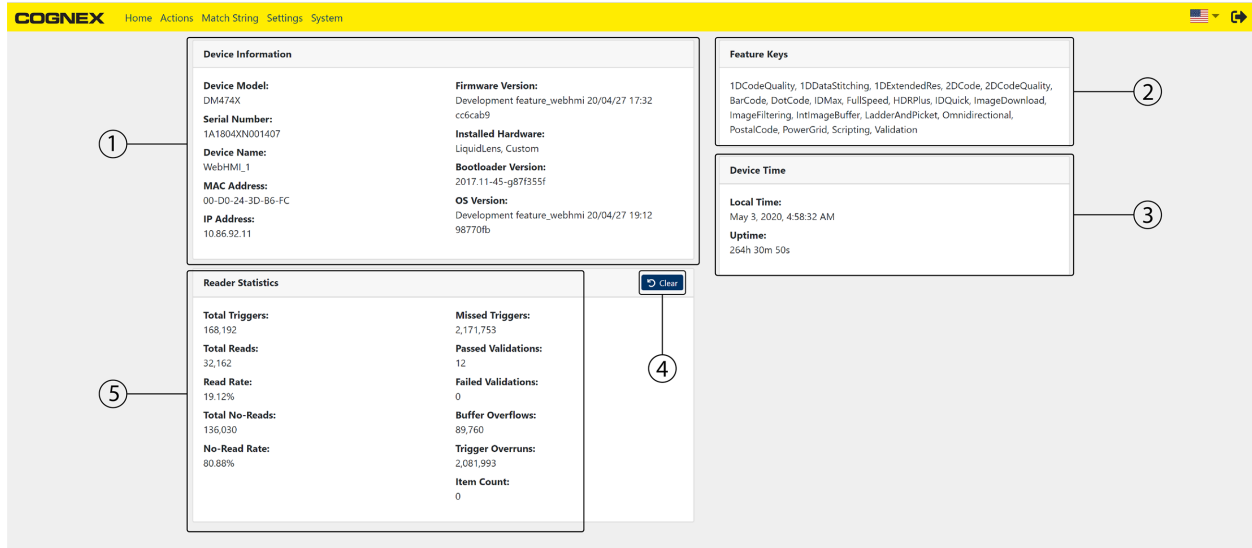 COGNEX Home Actions Match String Settings System
Device Information
Device Model:
DM474X
Serial Number:
1A1804XN001407
Device Name:
WebHMI_1
MAC Address:
00-D0-24-3D-B6-FC
IP Address:
10.86.92.11
Firmware Version:
Development feature_webhmi 20/04/27 17:32
cc6cab9
Installed Hardware:
LiquidLens, Custom
Bootloader Version:
2017.11-45-g87f355f
OS Version:
Development feature_webhmi 20/04/27 19:12
98770fb
1
Feature Keys
1DCodeQuality, 1DDataStitching, 1DExtendedRes, 2DCode, 2DCodeQuality,
BarCode, DotCode, IDMax, FullSpeed, HDRPlus, IDQuick, ImageDownload,
ImageFiltering, IntImageBuffer, LadderAndPicket, Omnidirectional,
PostalCode, PowerGrid, Scripting, Validation
2
Device Time
Local Time:
May 3, 2020, 4:58:32 AM
Uptime:
264h 30m 50s
3
Reader Statistics
Clear
4
Total Triggers:
168,192
Total Reads:
32,162
Read Rate:
19.12%
Total No-Reads:
136,030
No-Read Rate:
80.88%
Missed Triggers:
2,171,753
Passed Validations:
12
Failed Validations:
0
Buffer Overflows:
89,760
Trigger Overruns:
2,081,993
Item Count:
0
5